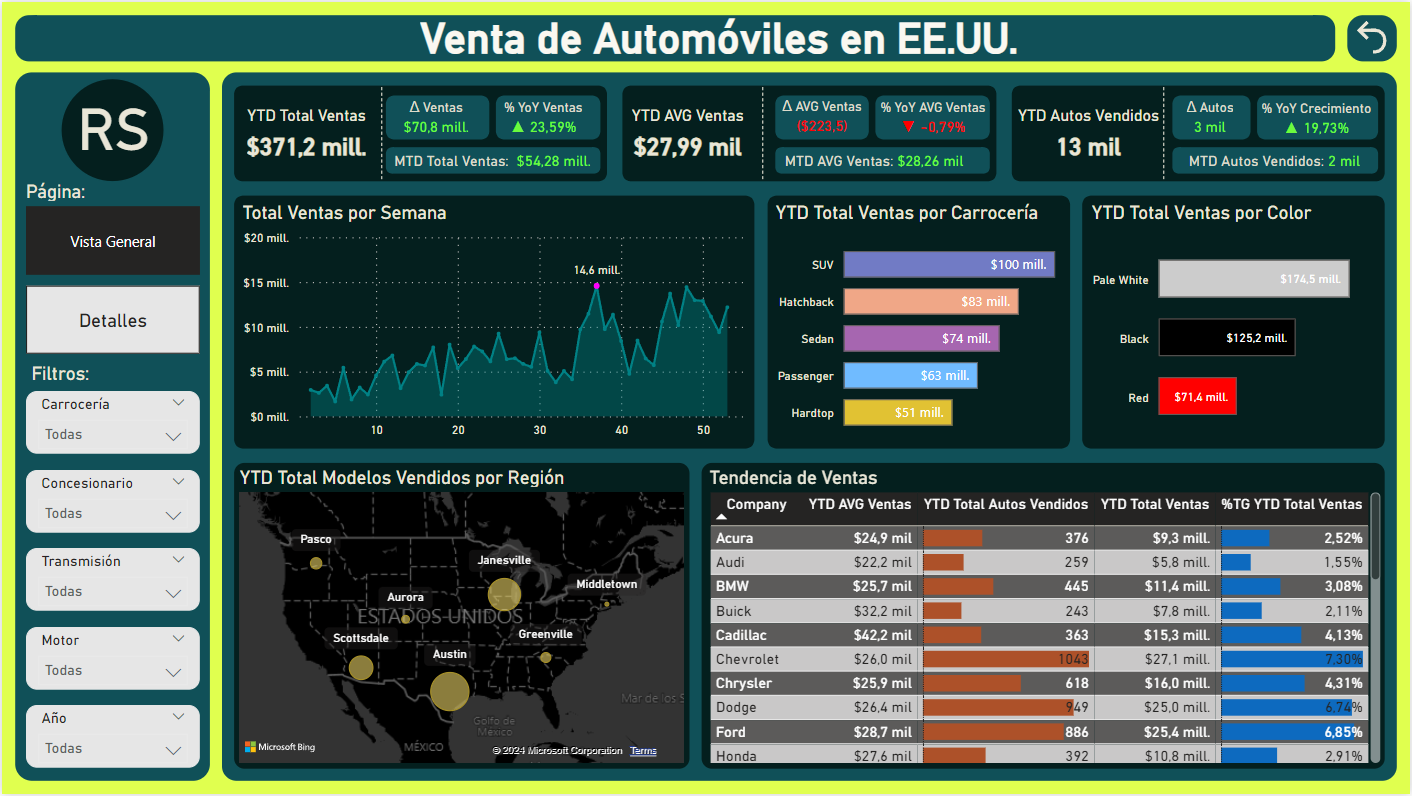 Venta de Automóviles en EE.UU.
RS
Página:
Vista General
Detalles
Filtros:
Carrocería
Todas
Concesionario
Todas
Transmisión
Todas
Motor
Todas
Año
Todas
YTD Total Ventas
$371,2 mill.
Δ Ventas
$70,8 mill.
% YoY Ventas
▲ 23,59%
MTD Total Ventas: $54,28 mill.
YTD AVG Ventas
$27,99 mil
Δ AVG Ventas
($223,5)
% YoY AVG Ventas
▼ -0,79%
MTD AVG Ventas: $28,26 mil
YTD Autos Vendidos
13 mil
Δ Autos
3 mil
% YoY Crecimiento
▲ 19,73%
MTD Autos Vendidos: 2 mil
Total Ventas por Semana
$20 mill.
$15 mill.
$10 mill.
$5 mill.
$0 mill.
14,6 mill.
10 20 30 40 50
YTD Total Ventas por Carrocería
SUV $100 mill.
Hatchback $83 mill.
Sedan $74 mill.
Passenger $63 mill.
Hardtop $51 mill.
YTD Total Ventas por Color
Pale White $174,5 mill.
Black $125,2 mill.
Red $71,4 mill.
YTD Total Modelos Vendidos por Región
Pasco
Janesville
Middletown
Aurora
ESTADOS UNIDOS
Scottsdale
Greenville
Austin
Mar de los S
Golfo de
México
MÉXICO
Microsoft Bing
© 2024 Microsoft Corporation Terms
Tendencia de Ventas
Company YTD AVG Ventas YTD Total Autos Vendidos YTD Total Ventas %TG YTD Total Ventas
Acura $24,9 mil 376 $9,3 mill. 2,52%
Audi $22,2 mil 259 $5,8 mill. 1,55%
BMW $25,7 mil 445 $11,4 mill. 3,08%
Buick $32,2 mil 243 $7,8 mill. 2,11%
Cadillac $42,2 mil 363 $15,3 mill. 4,13%
Chevrolet $26,0 mil 1043 $27,1 mill. 7,30%
Chrysler $25,9 mil 618 $16,0 mill. 4,31%
Dodge $26,4 mil 949 $25,0 mill. 6,74%
Ford $28,7 mil 886 $25,4 mill. 6,85%
Honda $27,6 mil 392 $10,8 mill. 2,91%